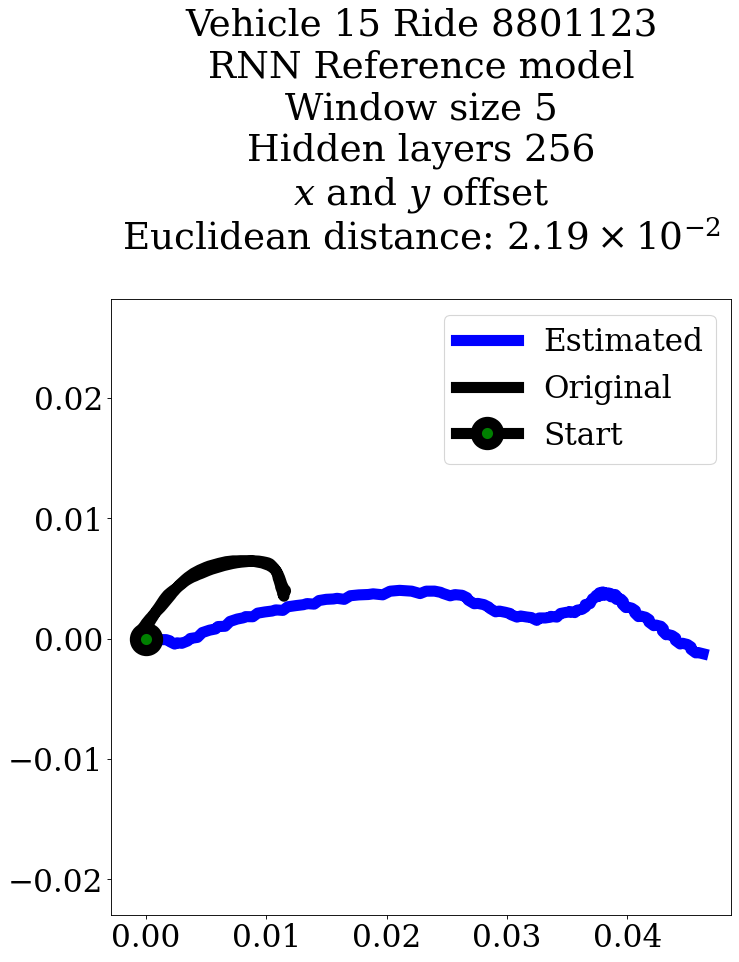 Vehicle 15 Ride 8801123
RNN Reference model
Window size 5
Hidden layers 256
x and y offset
Euclidean distance: 2.19 × 10⁻²
Estimated
Original
Start
0.02
0.01
0.00
−0.01
−0.02
0.00 0.01 0.02 0.03 0.04